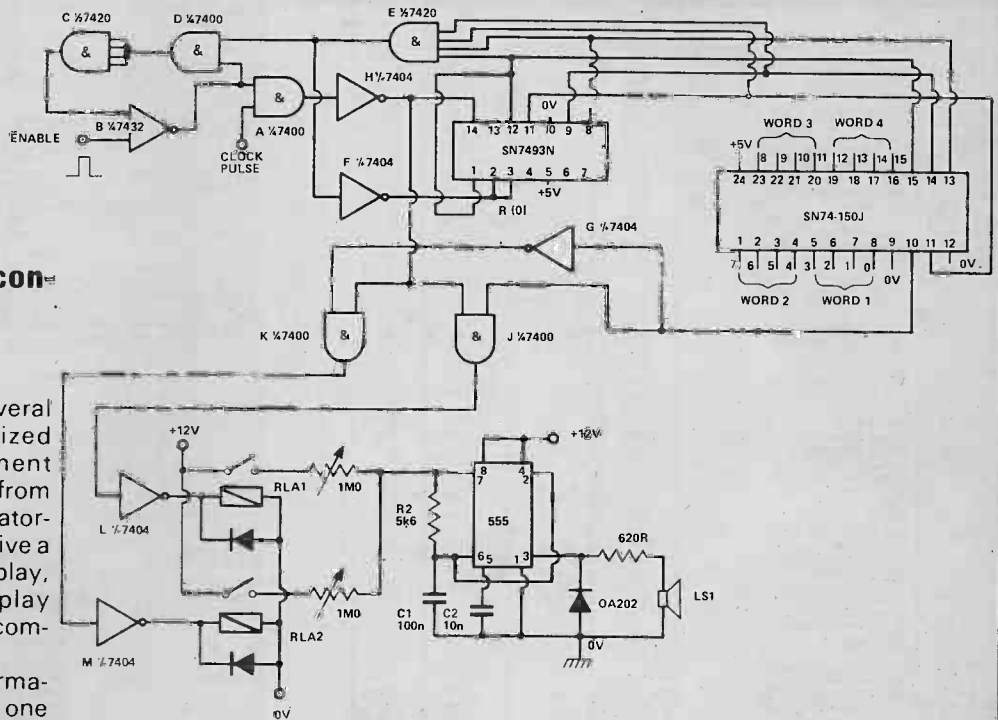 C ½7420
D ¼7400
E ½7420
&
&
&
H ⅙7404
B ¼7432
&
ENABLE
A ¼7400
CLOCK
PULSE
F ⅙7404
0V
14 13 12 11 10 9 8
SN7493N
1 2 3 4 5 6 7
+5V
R (0)
WORD 3 WORD 4
+5V 8 9 10 11 12 13 14 15
24 23 22 21 20 19 18 17 16 15 14 13
SN74-150J
1 2 3 4 5 6 7 8 9 10 11 12
7 6 5 4 3 2 1 0 0V 0V
WORD 2 WORD 1
G ⅙7404
con-
K ¼7400
&
&
J ¼7400
veral
ized
ment
from
ator-
ive a
play,
play
com-
rma-
one
+12V
+12V
RLA1
1M0
L ⅙7404
R2
5k6
8 4
7 2
555
6 5 1 3
620R
LS1
C1
100n
C2
10n
OA202
0V
RLA2
1M0
M ⅙7404
0V